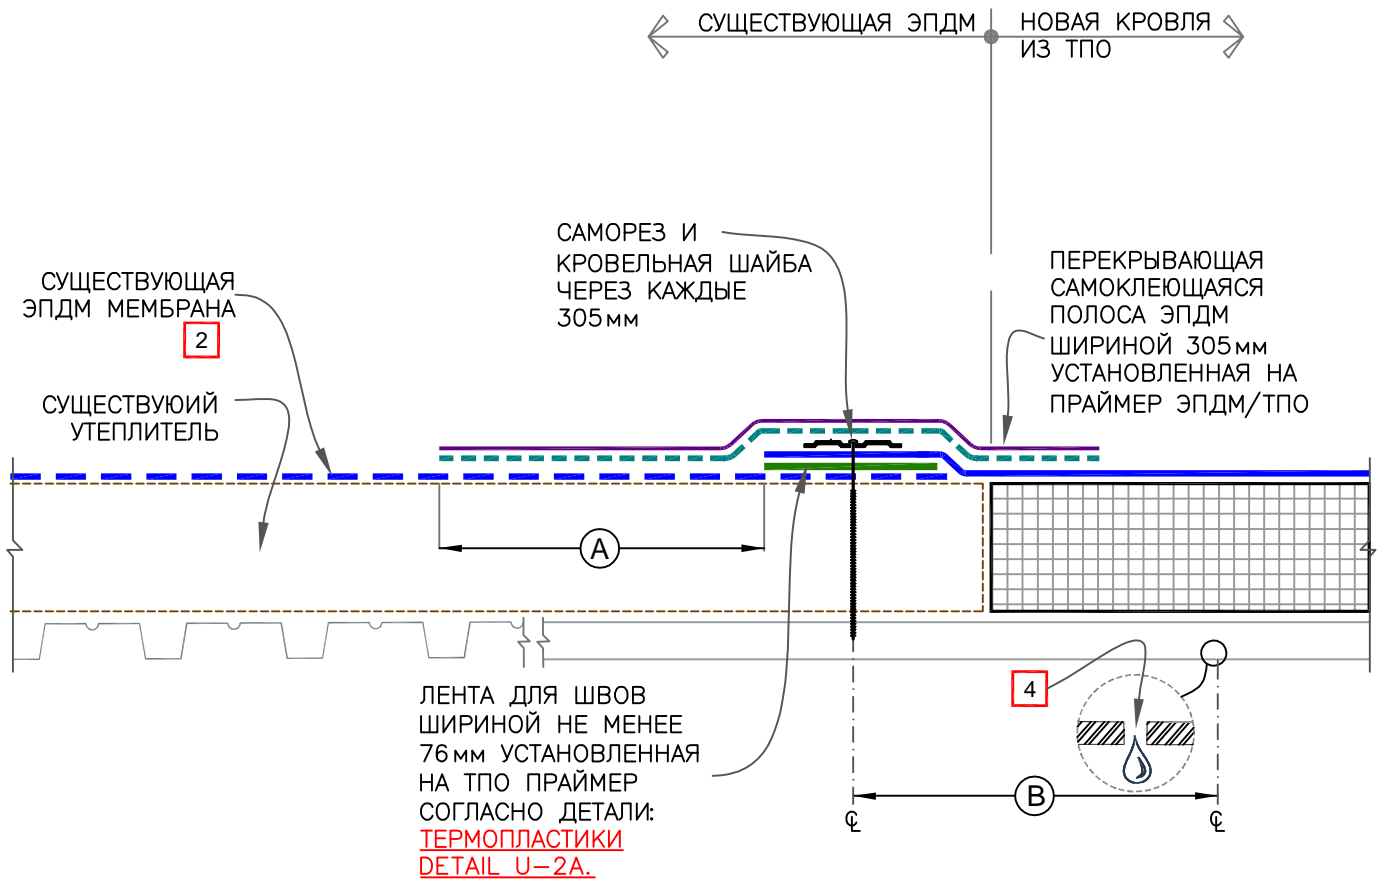 СУЩЕСТВУЮЩАЯ ЭПДМ
НОВАЯ КРОВЛЯ
ИЗ ТПО
САМОРЕЗ И
КРОВЕЛЬНАЯ ШАЙБА
ЧЕРЕЗ КАЖДЫЕ
305мм
ПЕРЕКРЫВАЮЩАЯ
САМОКЛЕЮЩАЯСЯ
ПОЛОСА ЭПДМ
ШИРИНОЙ 305мм
УСТАНОВЛЕННАЯ НА
ПРАЙМЕР ЭПДМ/ТПО
СУЩЕСТВУЮЩАЯ
ЭПДМ МЕМБРАНА
2
СУЩЕСТВУЮИЙ
УТЕПЛИТЕЛЬ
A
ЛЕНТА ДЛЯ ШВОВ
ШИРИНОЙ НЕ МЕНЕЕ
76мм УСТАНОВЛЕННАЯ
НА ТПО ПРАЙМЕР
СОГЛАСНО ДЕТАЛИ:
ТЕРМОПЛАСТИКИ
DETAIL U-2A.
4
B
℄ ℄